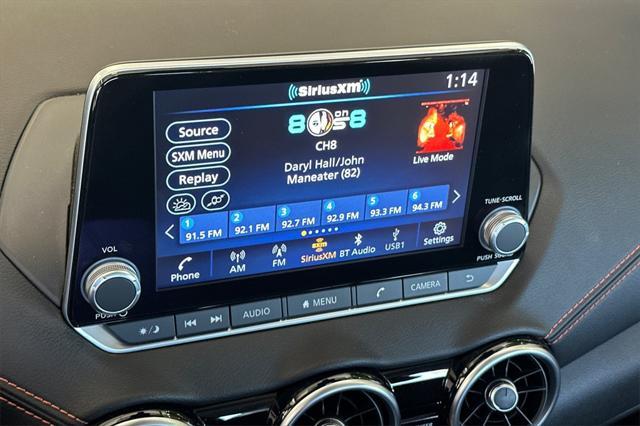 SiriusXM
1:14
Source
8 on 8
SXM Menu
CH8
Replay
Daryl Hall/John
Maneater (82)
Live Mode
1 2 3 4 5 6
91.5 FM 92.1 FM 92.7 FM 92.9 FM 93.3 FM 94.3 FM
Phone AM FM SiriusXM BT Audio USB1 Settings
VOL
PUSH
TUNE·SCROLL
AUDIO MENU CAMERA